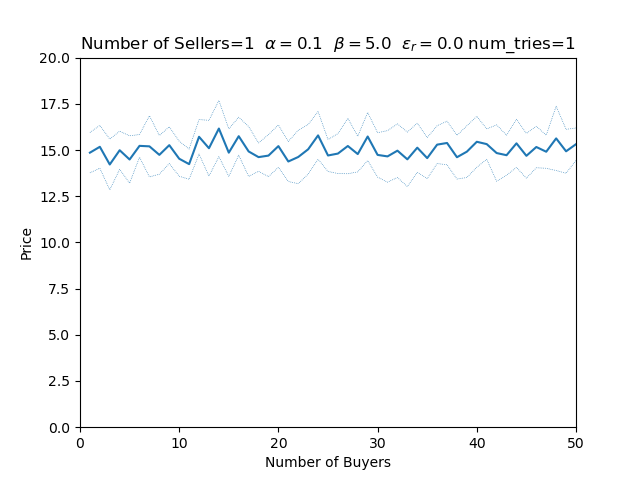 Number of Sellers=1 α = 0.1 β = 5.0 εr = 0.0 num_tries=1
20.0
17.5
15.0
12.5
10.0
7.5
5.0
2.5
0.0
Price
0 10 20 30 40 50
Number of Buyers